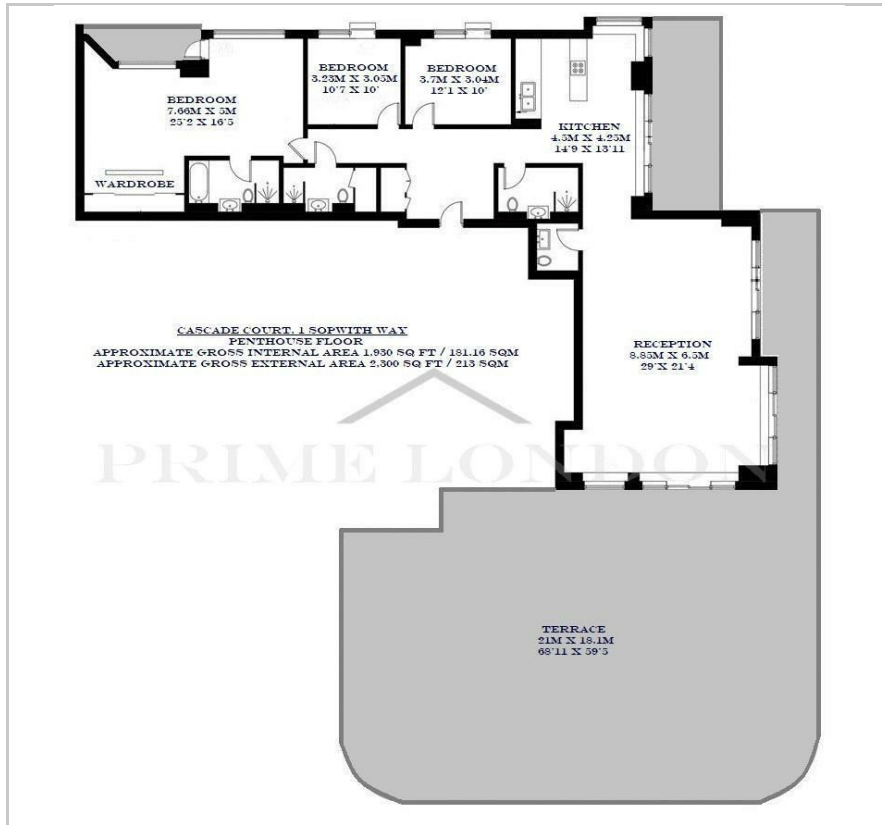 BEDROOM
7.66M X 5M
25'2 X 16'5
WARDROBE
BEDROOM
3.23M X 3.05M
10'7 X 10'
BEDROOM
3.7M X 3.04M
12'1 X 10'
KITCHEN
4.5M X 4.25M
14'9 X 13'11
CASCADE COURT, 1 SOPWITH WAY
PENTHOUSE FLOOR
APPROXIMATE GROSS INTERNAL AREA 1,930 SQ FT / 181.16 SQM
APPROXIMATE GROSS EXTERNAL AREA 2,300 SQ FT / 213 SQM
RECEPTION
8.85M X 6.5M
29'X 21'4
PRIME LONDON
TERRACE
21M X 18.1M
68'11 X 59'5